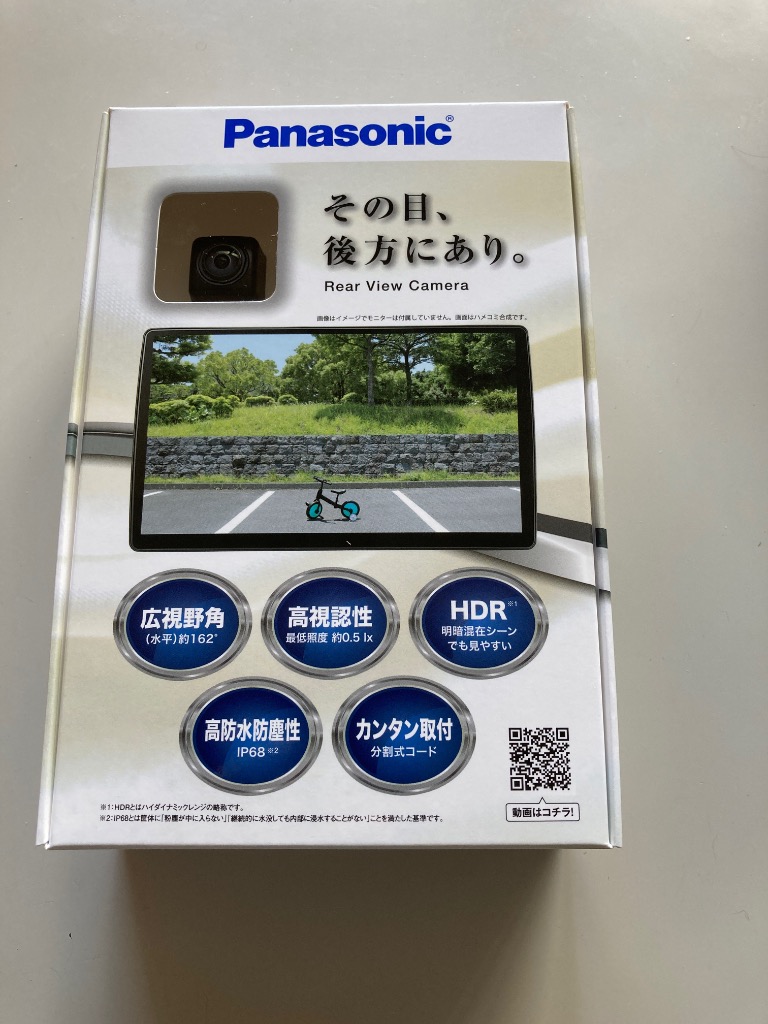 Panasonic®
その目、
後方にあり。
Rear View Camera
画像はイメージでモニターは付属していません。画面はハメコミ合成です。
広視野角
(水平)約162°
高視認性
最低照度 約0.5 lx
HDR※1
明暗混在シーン
でも見やすい
高防水防塵性
IP68※2
カンタン取付
分割式コード
動画はコチラ!
※1:HDRとはハイダイナミックレンジの略称です。
※2:IP68とは筐体に「粉塵が中に入らない」「継続的に水没しても内部に浸水することがない」ことを満たした基準です。